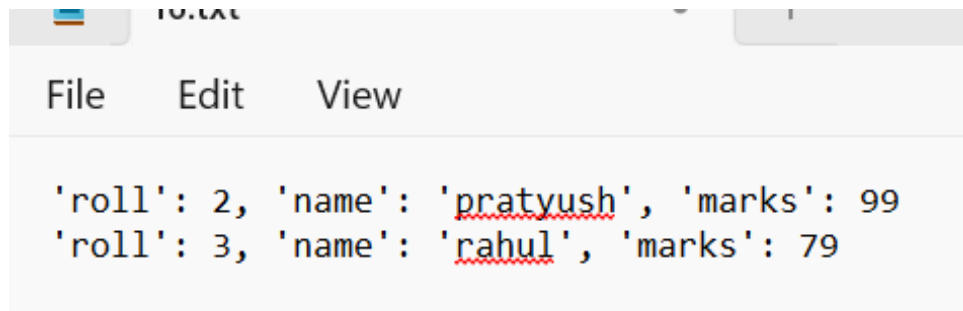 File Edit View
'roll': 2, 'name': 'pratyush', 'marks': 99
'roll': 3, 'name': 'rahul', 'marks': 79